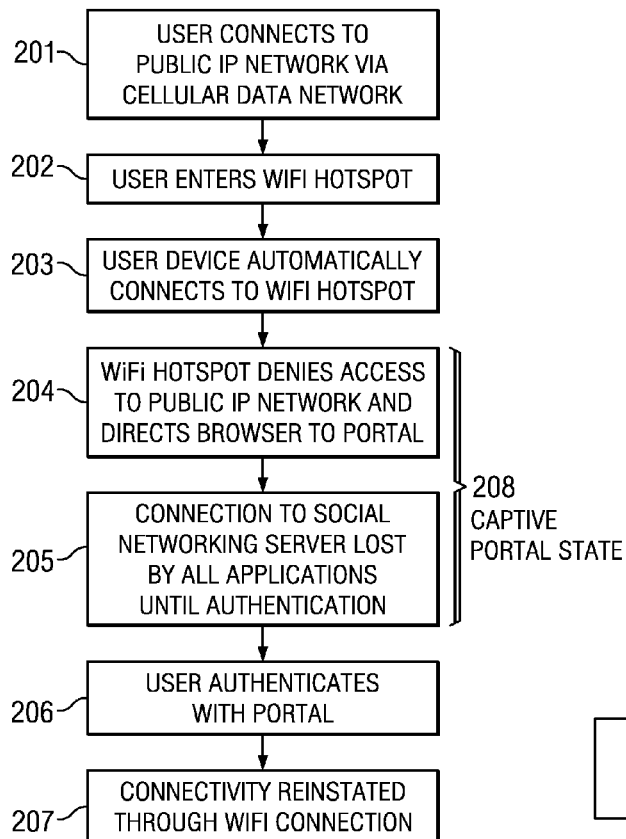 201
USER CONNECTS TO
PUBLIC IP NETWORK VIA
CELLULAR DATA NETWORK
202
USER ENTERS WIFI HOTSPOT
203
USER DEVICE AUTOMATICALLY
CONNECTS TO WIFI HOTSPOT
204
WiFi HOTSPOT DENIES ACCESS
TO PUBLIC IP NETWORK AND
DIRECTS BROWSER TO PORTAL
205
CONNECTION TO SOCIAL
NETWORKING SERVER LOST
BY ALL APPLICATIONS
UNTIL AUTHENTICATION
208
CAPTIVE
PORTAL STATE
206
USER AUTHENTICATES
WITH PORTAL
207
CONNECTIVITY REINSTATED
THROUGH WIFI CONNECTION